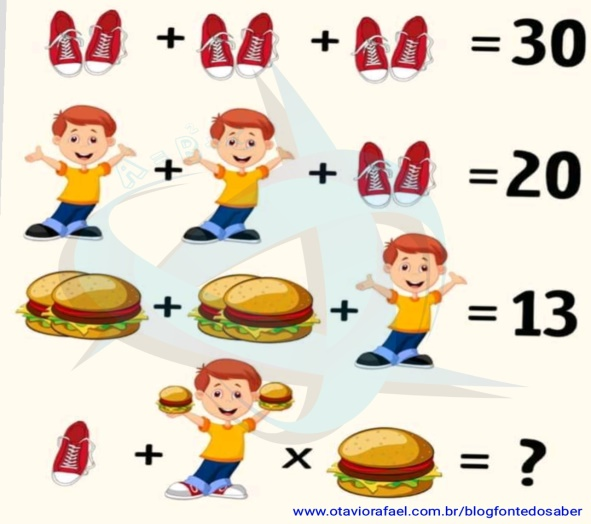 + + = 30
+ + = 20
+ + = 13
+ x = ?
www.otaviorafael.com.br/blogfontedosaber